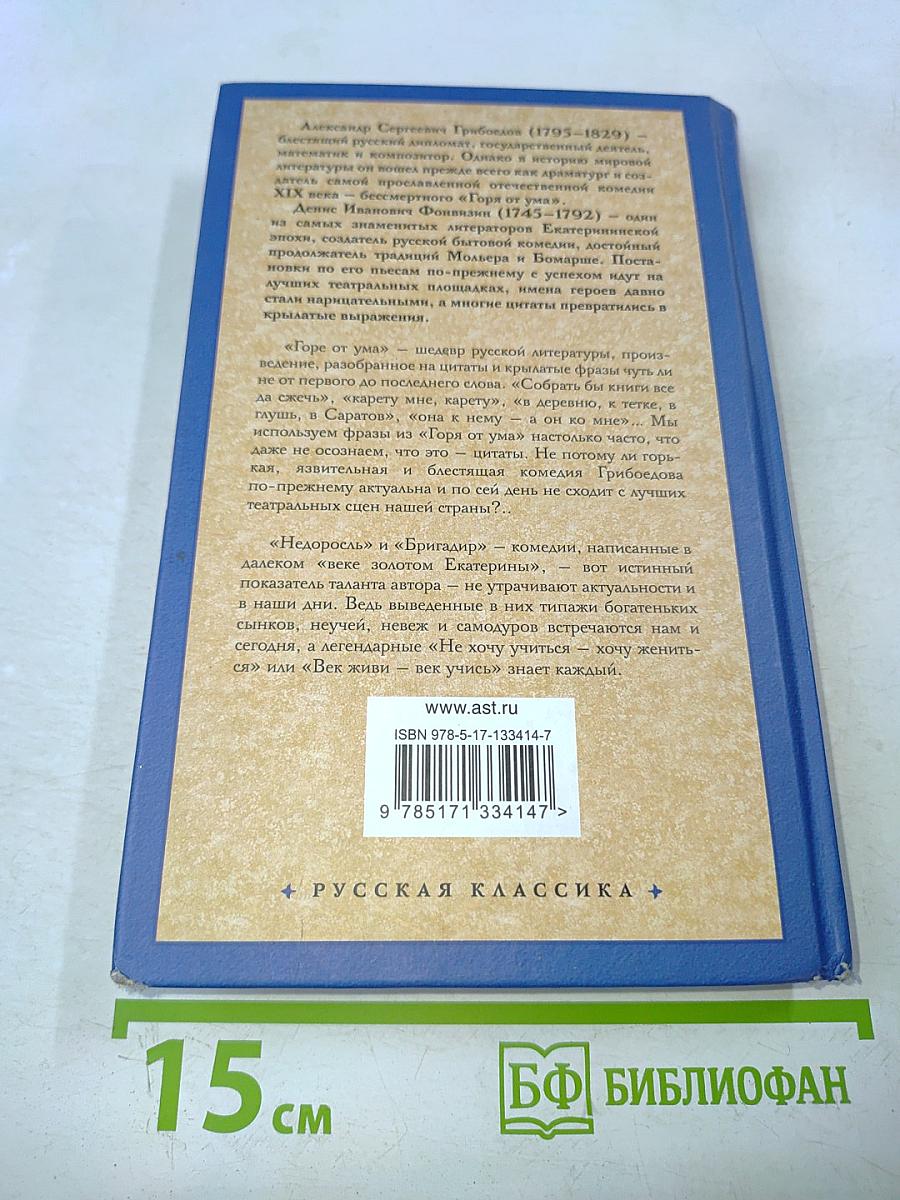 Александр Сергеевич Грибоедов (1795–1829) –
блестящий русский дипломат, государственный деятель,
математик и композитор. Однако в историю мировой
литературы он вошел прежде всего как драматург и соз-
датель самой прославленной отечественной комедии
XIX века – бессмертного «Горя от ума».
Денис Иванович Фонвизин (1745–1792) – один
из самых знаменитых литераторов Екатерининской
эпохи, создатель русской бытовой комедии, достойный
продолжатель традиций Мольера и Бомарше. Поста-
новки по его пьесам по-прежнему с успехом идут на
лучших театральных площадках, имена героев давно
стали нарицательными, а многие цитаты превратились в
крылатые выражения.
«Горе от ума» – шедевр русской литературы, произ-
ведение, разобранное на цитаты и крылатые фразы чуть ли
не от первого до последнего слова. «Собрать бы книги все
да сжечь», «карету мне, карету», «в деревню, к тетке, в
глушь, в Саратов», «она к нему – а он ко мне»... Мы
используем фразы из «Горя от ума» настолько часто, что
даже не осознаем, что это – цитаты. Не потому ли горь-
кая, язвительная и блестящая комедия Грибоедова
по-прежнему актуальна и по сей день не сходит с лучших
театральных сцен нашей страны?..
«Недоросль» и «Бригадир» – комедии, написанные в
далеком «веке золотом Екатерины», – вот истинный
показатель таланта автора – не утрачивают актуальности и
в наши дни. Ведь выведенные в них типажи богатеньких
сынков, неучей, невеж и самодуров встречаются нам и
сегодня, а легендарные «Не хочу учиться – хочу женить-
ся» или «Век живи – век учись» знает каждый.
www.ast.ru
ISBN 978-5-17-133414-7
9 785171 334147 >
РУССКАЯ КЛАССИКА
15 см
БФ БИБЛИОФАН